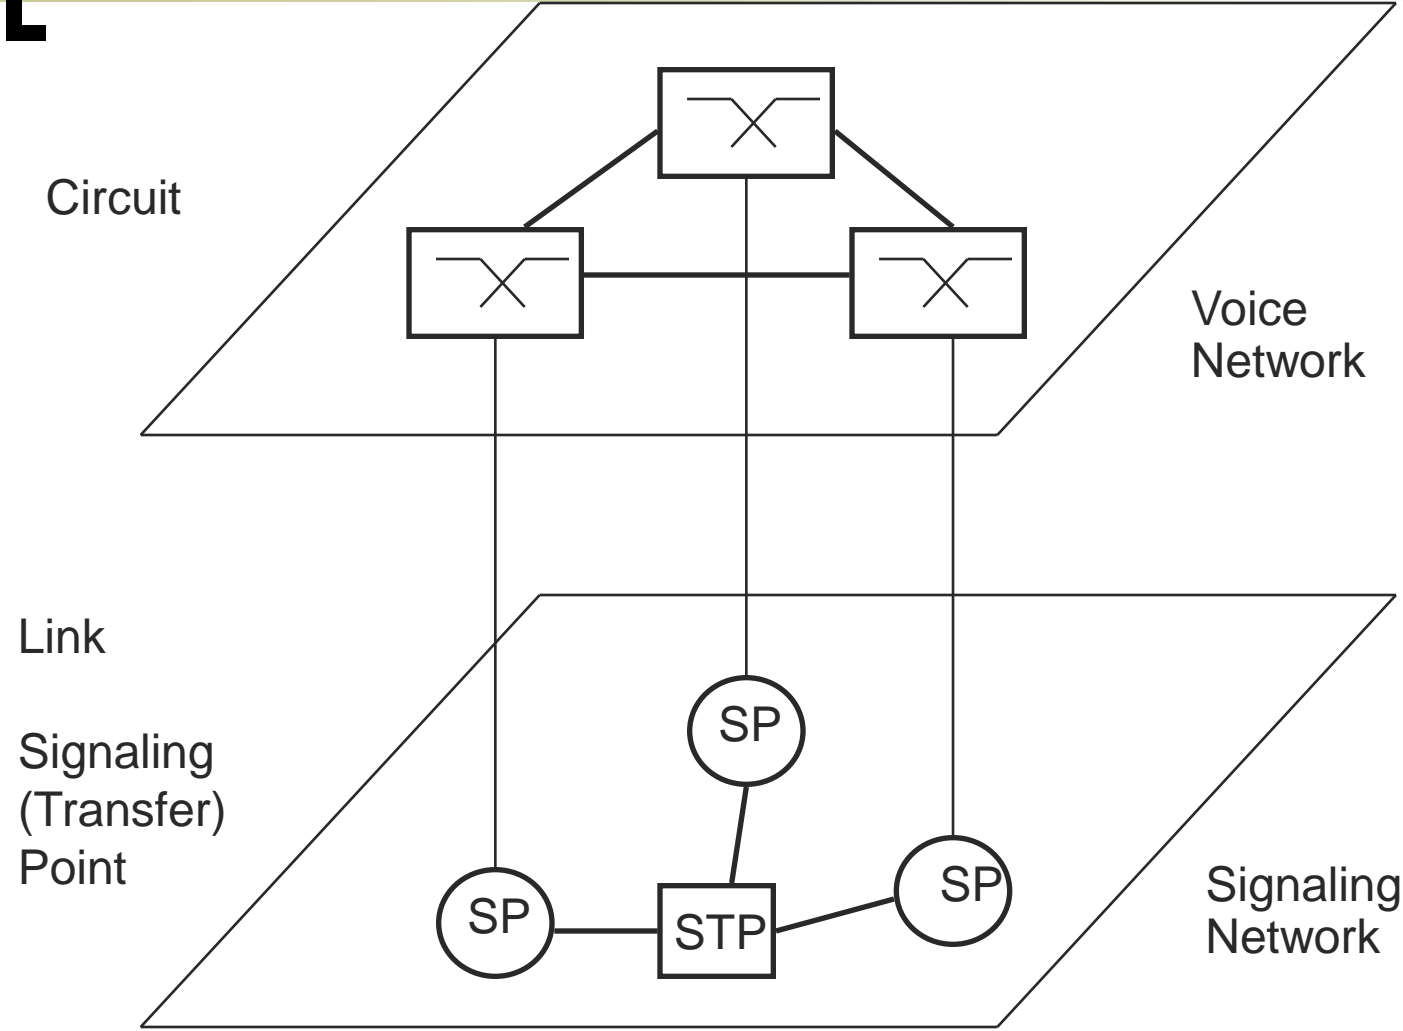 Circuit
Voice
Network
Link
SP
Signaling
(Transfer)
Point
SP
SP
STP
Signaling
Network